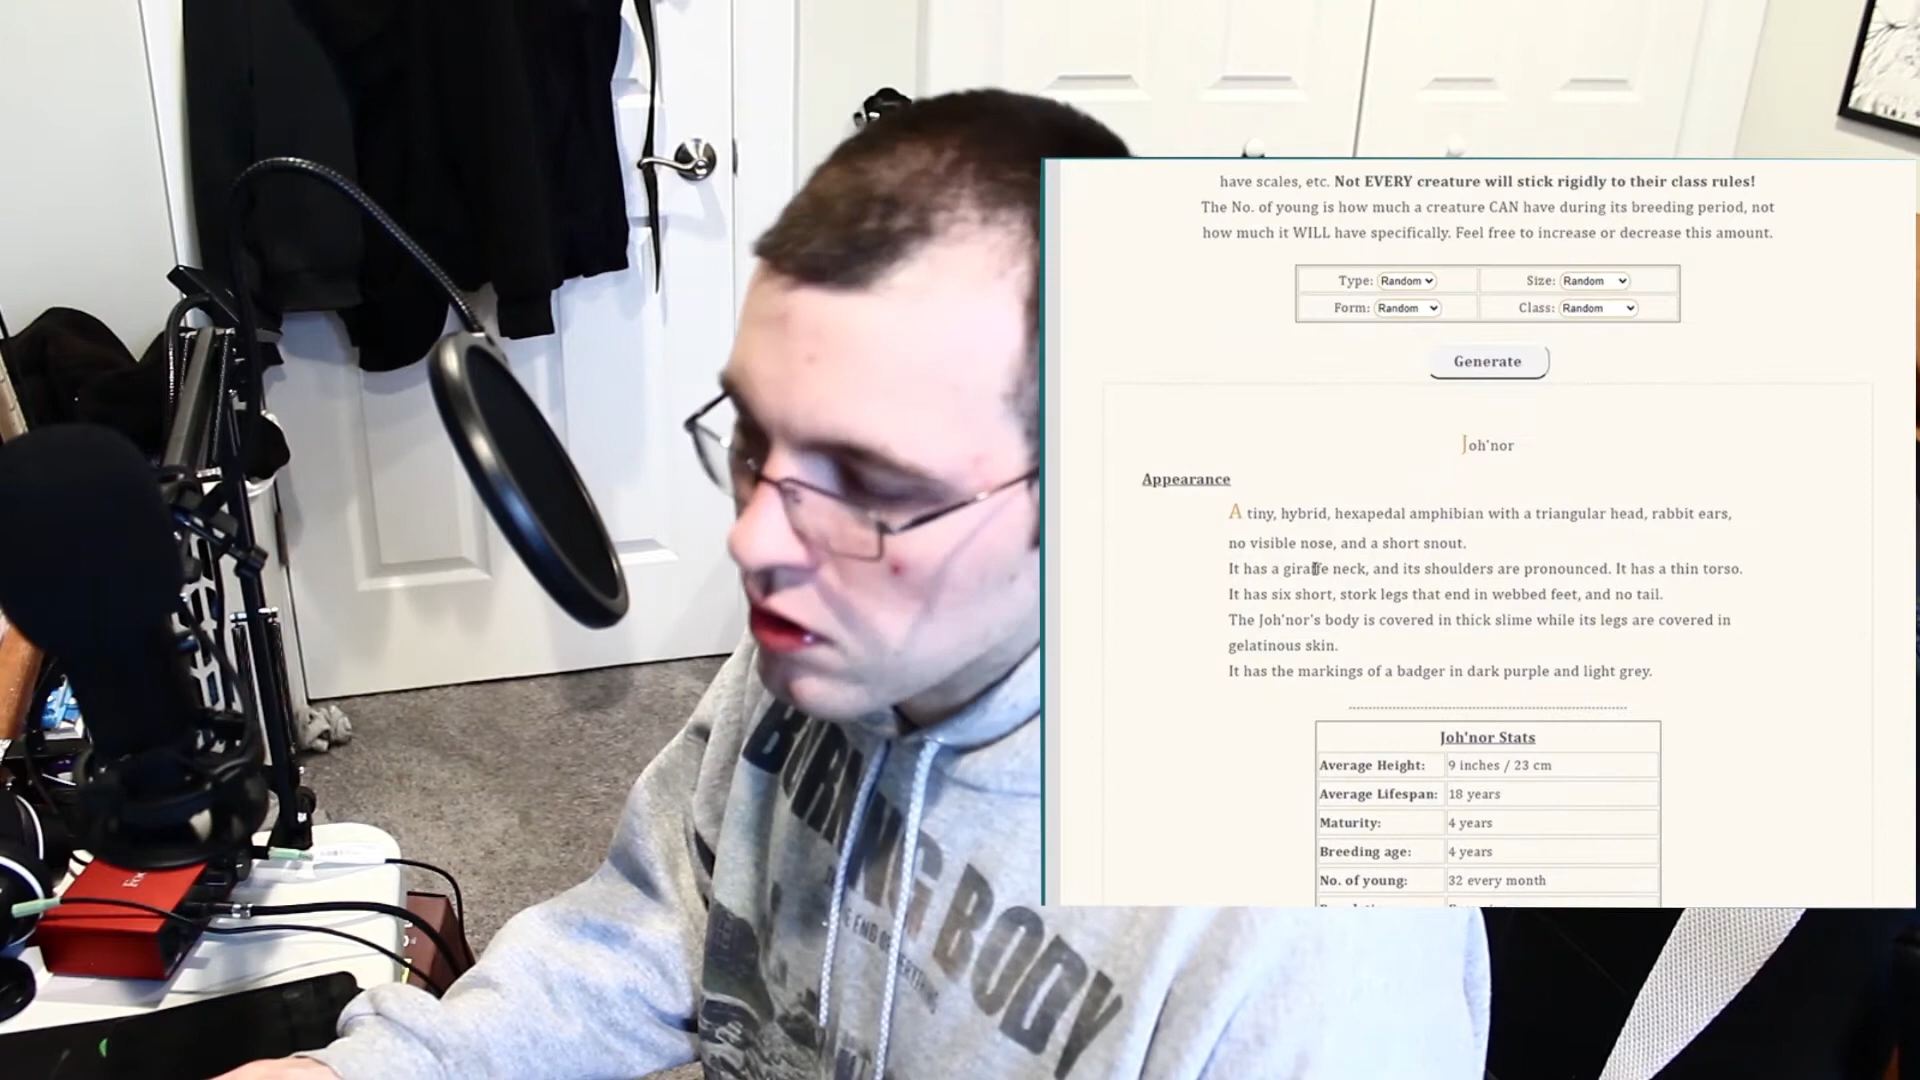 have scales, etc. Not EVERY creature will stick rigidly to their class rules!
The No. of young is how much a creature CAN have during its breeding period, not
how much it WILL have specifically. Feel free to increase or decrease this amount.
Type: Random Size: Random
Form: Random Class: Random
Generate
Joh'nor
Appearance
A tiny, hybrid, hexapedal amphibian with a triangular head, rabbit ears,
no visible nose, and a short snout.
It has a giraffe neck, and its shoulders are pronounced. It has a thin torso.
It has six short, stork legs that end in webbed feet, and no tail.
The Joh'nor's body is covered in thick slime while its legs are covered in
gelatinous skin.
It has the markings of a badger in dark purple and light grey.
Joh'nor Stats
Average Height: 9 inches / 23 cm
Average Lifespan: 18 years
Maturity: 4 years
Breeding age: 4 years
No. of young: 32 every month
BURNING BODY